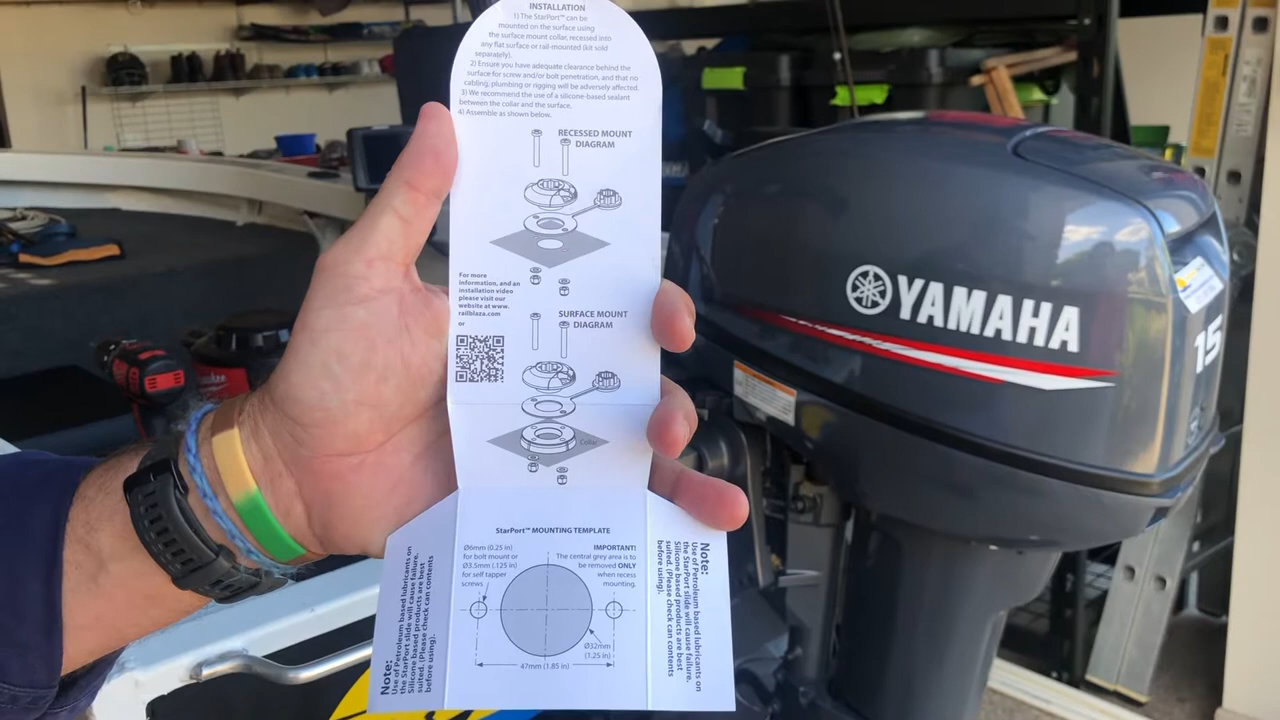 INSTALLATION
1) The StarPort™ can be
mounted on the surface using
the surface mount collar, recessed into
any flat surface or rail-mounted (kit sold
separately).
2) Ensure you have adequate clearance behind the
surface for screw and/or bolt penetration, and that no
cabling, plumbing or rigging will be adversely affected.
3) We recommend the use of a silicone-based sealant
between the collar and the surface.
4) Assemble as shown below.
RECESSED MOUNT
DIAGRAM
For more
information, and an
installation video
please visit our
website at www.
railblaza.com
or
SURFACE MOUNT
DIAGRAM
Collar
StarPort™ MOUNTING TEMPLATE
Ø6mm (0.25 in)
for bolt mount or
Ø3.5mm (.125 in)
for self tapper
screws
IMPORTANT!
The central grey area is to
be removed ONLY
when recess
mounting.
Ø32mm
(1.25 in)
47mm (1.85 in)
Note:
Use of Petroleum based lubricants on
the StarPort slide will cause failure.
Silicone based products are best
suited. (Please check can contents
before using).
Note:
Use of Petroleum based lubricants on
the StarPort slide will cause failure.
Silicone based products are best
suited. (Please check can contents
before using).
YAMAHA
15
Milwaukee